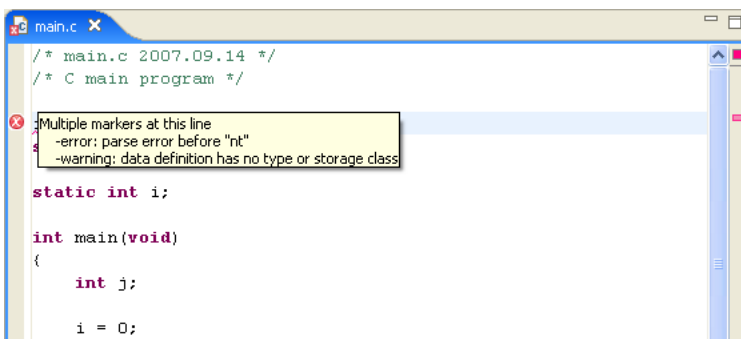 main.c
/* main.c 2007.09.14 */
/* C main program */
Multiple markers at this line
-error: parse error before "nt"
-warning: data definition has no type or storage class
static int i;
int main(void)
{
int j;
i = 0;